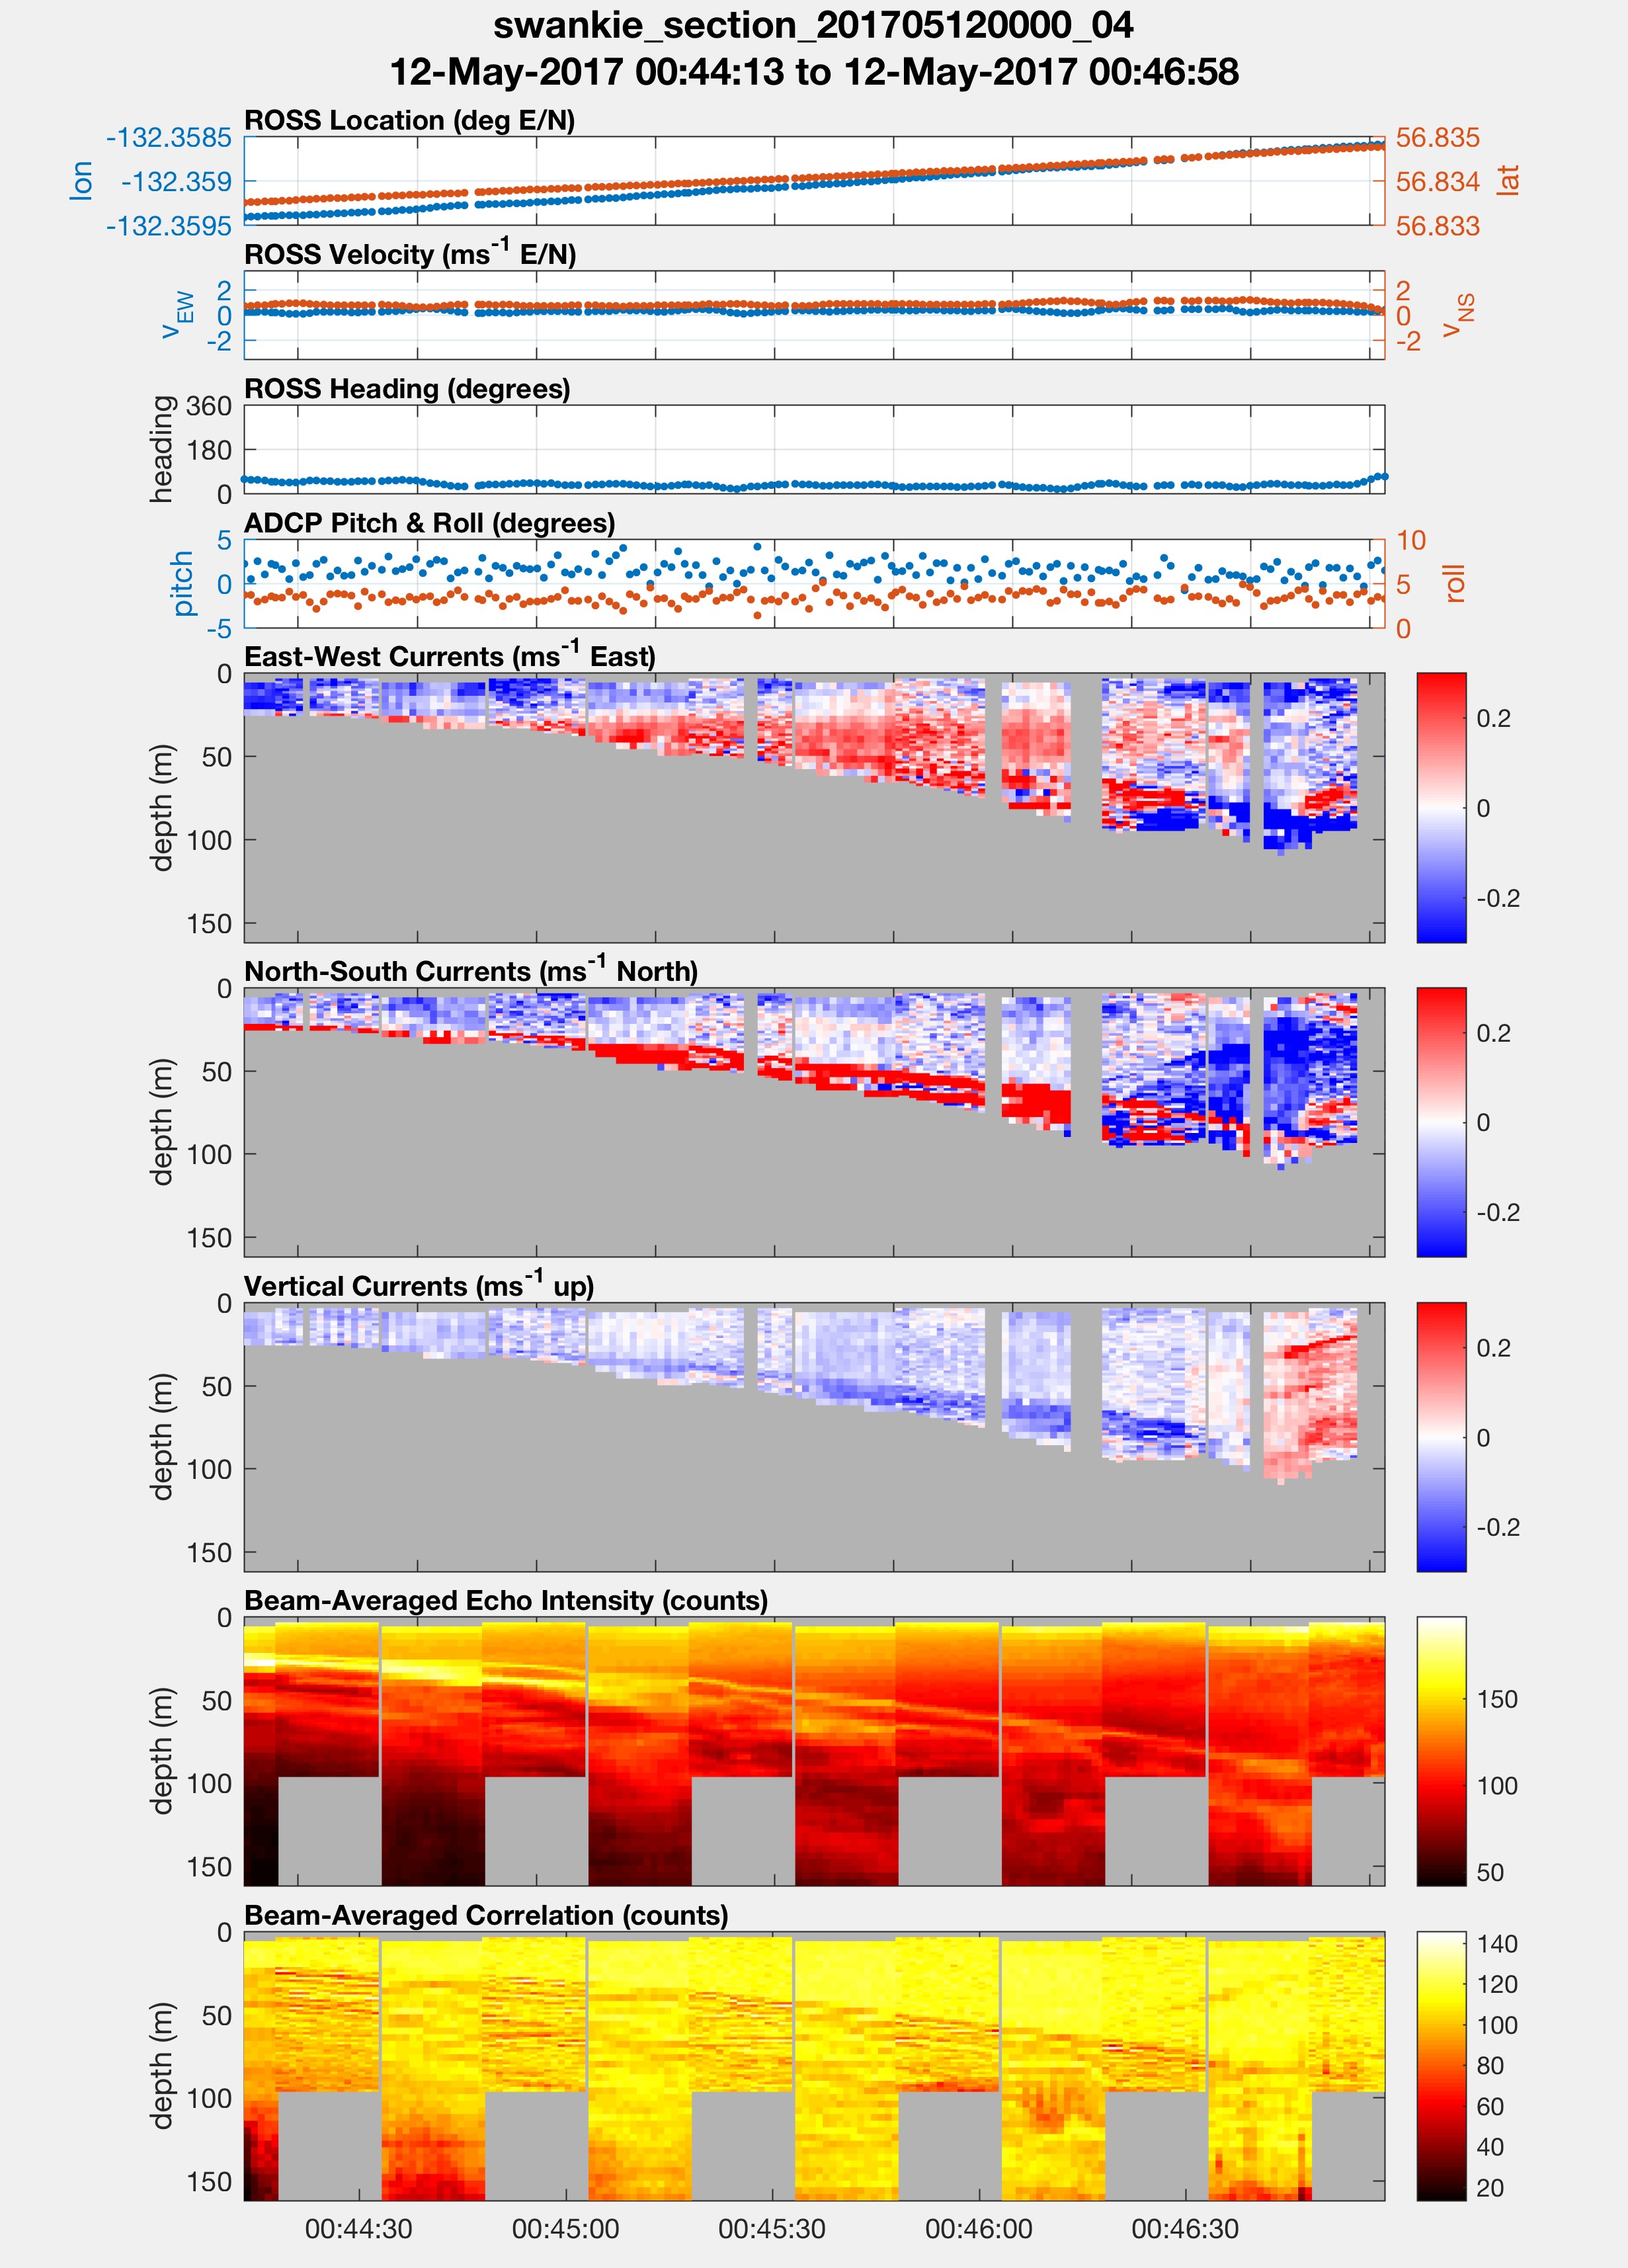 swankie_section_201705120000_04
12-May-2017 00:44:13 to 12-May-2017 00:46:58
ROSS Location (deg E/N)
-132.3585
-132.359
-132.3595
lon
56.835
56.834
56.833
lat
ROSS Velocity (ms-1 E/N)
2
0
-2
vEW
2
0
-2
vNS
ROSS Heading (degrees)
360
180
0
heading
ADCP Pitch & Roll (degrees)
5
0
-5
pitch
10
5
0
roll
East-West Currents (ms-1 East)
0
50
100
150
depth (m)
0.2
0
-0.2
North-South Currents (ms-1 North)
0
50
100
150
depth (m)
0.2
0
-0.2
Vertical Currents (ms-1 up)
0
50
100
150
depth (m)
0.2
0
-0.2
Beam-Averaged Echo Intensity (counts)
0
50
100
150
depth (m)
150
100
50
Beam-Averaged Correlation (counts)
0
50
100
150
depth (m)
140
120
100
80
60
40
20
00:44:30 00:45:00 00:45:30 00:46:00 00:46:30